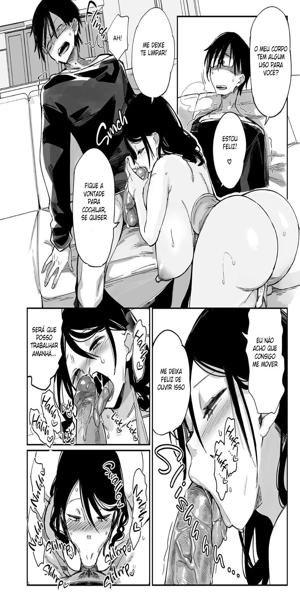 O MEU CORPO
TEM ALGUM
USO PARA
VOCÊ?
AH!
ME DEIXE
TE LIMPAR!
ESTOU
FELIZ!
♡
FIQUE A
VONTADE
PARA
COCHILAR,
SE QUISER
EU NÃO
ACHO QUE
CONSIGO
ME MOVER
ME DEIXA
FELIZ DE
OUVIR ISSO
SERÁ QUE
POSSO
TRABALHAR
AMANHÃ...
Slurrp
Slurrp